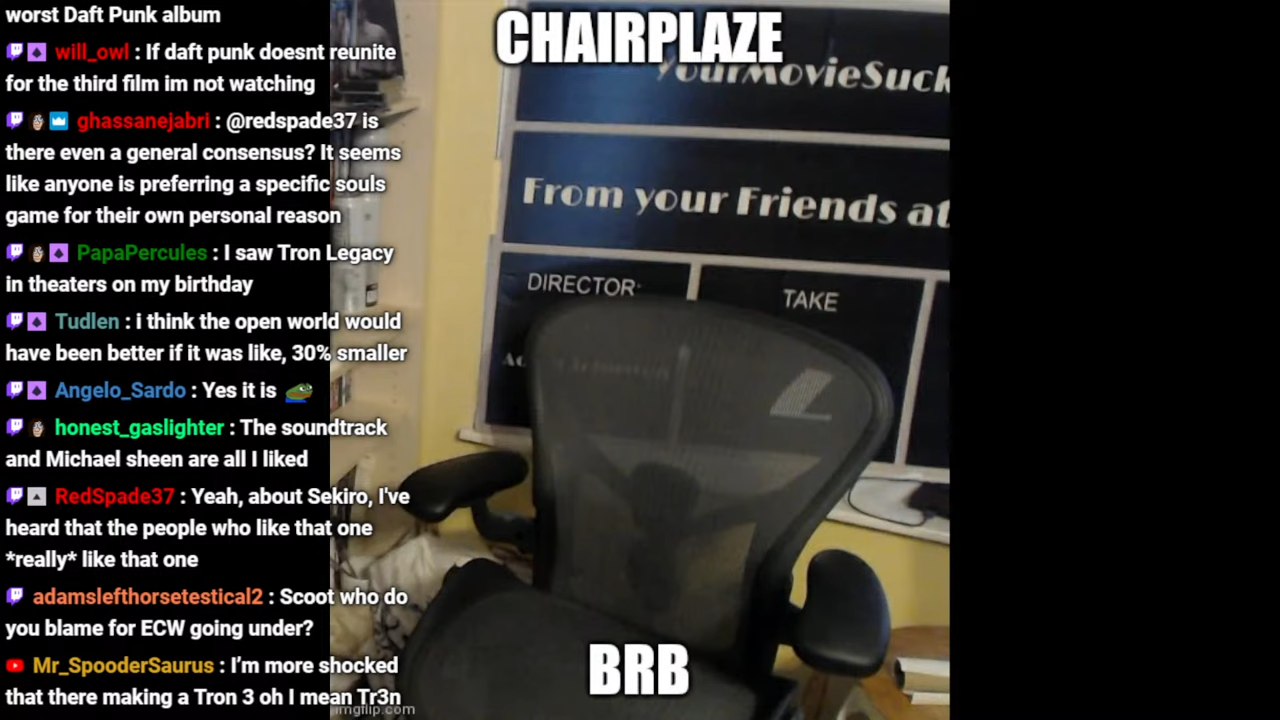 worst Daft Punk album
will_owl : If daft punk doesnt reunite
for the third film im not watching
ghassanejabri : @redspade37 is
there even a general consensus? It seems
like anyone is preferring a specific souls
game for their own personal reason
PapaPercules : I saw Tron Legacy
in theaters on my birthday
Tudlen : i think the open world would
have been better if it was like, 30% smaller
Angelo_Sardo : Yes it is
honest_gaslighter : The soundtrack
and Michael sheen are all I liked
RedSpade37 : Yeah, about Sekiro, I've
heard that the people who like that one
*really* like that one
adamslefthorsetestical2 : Scoot who do
you blame for ECW going under?
Mr_SpooderSaurus : I'm more shocked
that there making a Tron 3 oh I mean Tr3n
CHAIRPLAZE
YourMovieSuck
From your Friends at
DIRECTOR:
TAKE
BRB
imgflip.com